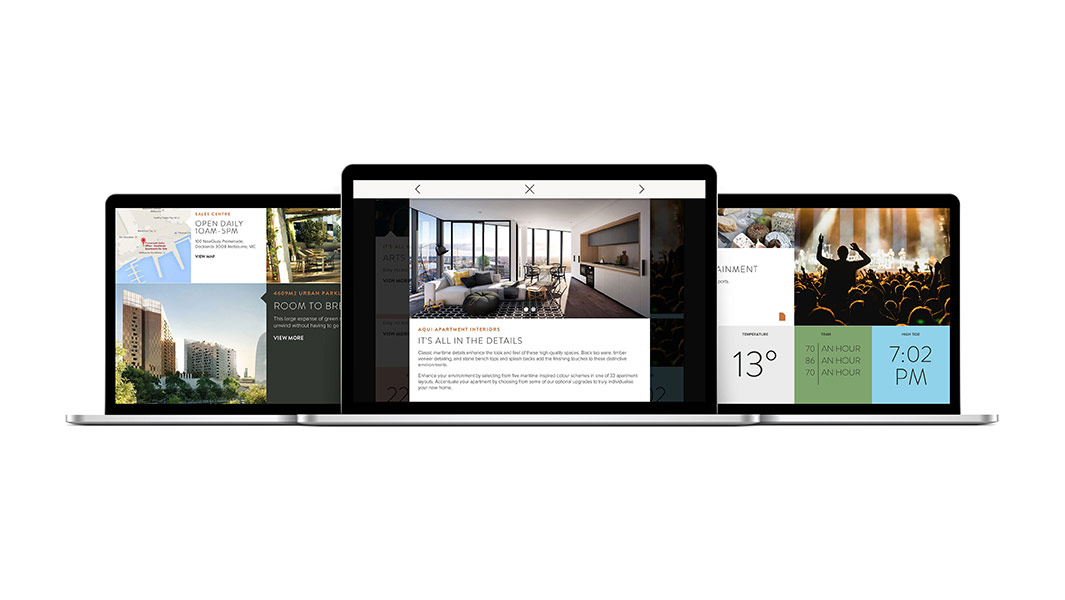 SALES CENTRE
OPEN DAILY
10AM-5PM
100 NewQuay Promenade
Docklands 3008 Melbourne, VIC
VIEW MAP
4609M2 URBAN PARKL
ROOM TO BRE
This large expanse of green
unwind without having to go
VIEW MORE
IT'S ALL
ARTS
VIEW MORE
22
AQUI APARTMENT INTERIORS
IT'S ALL IN THE DETAILS
Classic maritime details enhance the look and feel of these high quality spaces. Black tap ware, timber
veneer detailing, and stone bench tops and splash backs add the finishing touches to these distinctive
environments.
Enhance your environment by selecting from five maritime inspired colour schemes in one of 33 apartment
layouts. Accentuate your apartment by choosing from some of our optional upgrades to truly individualise
your new home.
AINMENT
ports.
TEMPERATURE
13°
TRAM
70 AN HOUR
86 AN HOUR
70 AN HOUR
HIGH TIDE
7:02
PM